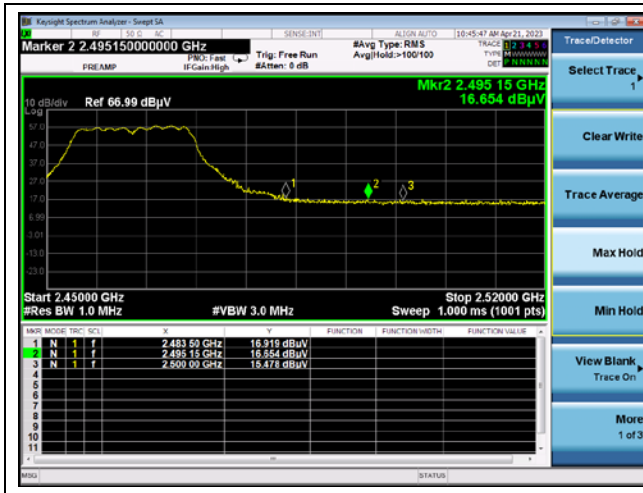 Keysight Spectrum Analyzer - Swept SA
RF 50 Ω AC SENSE:INT ALIGN AUTO 10:45:47 AM Apr 21, 2023
Marker 2 2.495150000000 GHz
PREAMP
PNO: Fast
IFGain:High
Trig: Free Run
#Atten: 0 dB
#Avg Type: RMS
Avg|Hold:>100/100
TRACE 1 2 3 4 5 6
TYPE M W W W W W
DET P N N N N N
Mkr2 2.495 15 GHz
16.654 dBµV
10 dB/div Ref 66.99 dBµV
Log
57.0
47.0
37.0
27.0
17.0
6.99
-3.01
-13.0
-23.0
1
2
3
Start 2.45000 GHz Stop 2.52000 GHz
#Res BW 1.0 MHz #VBW 3.0 MHz Sweep 1.000 ms (1001 pts)
MKR MODE TRC SCL X Y FUNCTION FUNCTION WIDTH FUNCTION VALUE
1 N 1 f 2.483 50 GHz 16.919 dBµV
2 N 1 f 2.495 15 GHz 16.654 dBµV
3 N 1 f 2.500 00 GHz 15.478 dBµV
4
5
6
7
8
9
10
11
MSG STATUS
Trace/Detector
Select Trace
1
Clear Write
Trace Average
Max Hold
Min Hold
View Blank
Trace On
More
1 of 3